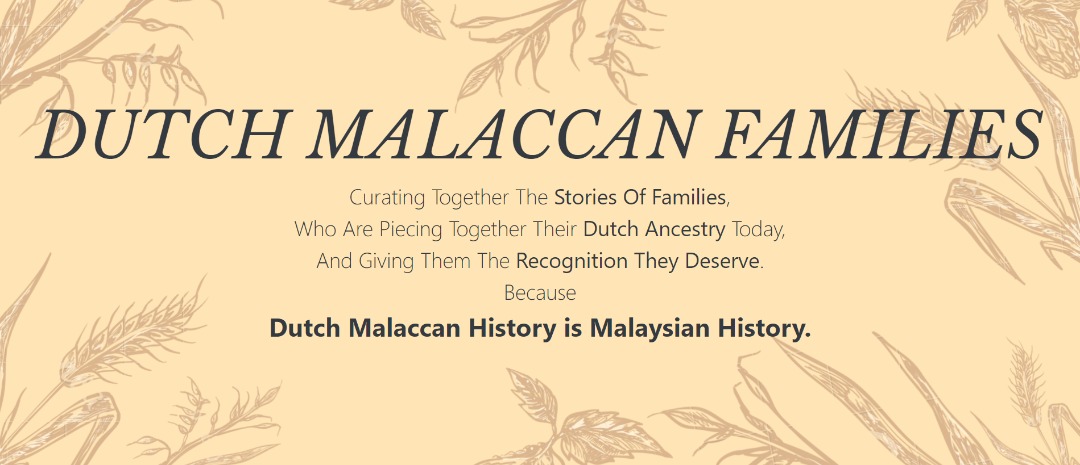 DUTCH MALACCAN FAMILIES
Curating Together The Stories Of Families,
Who Are Piecing Together Their Dutch Ancestry Today,
And Giving Them The Recognition They Deserve.
Because
Dutch Malaccan History is Malaysian History.